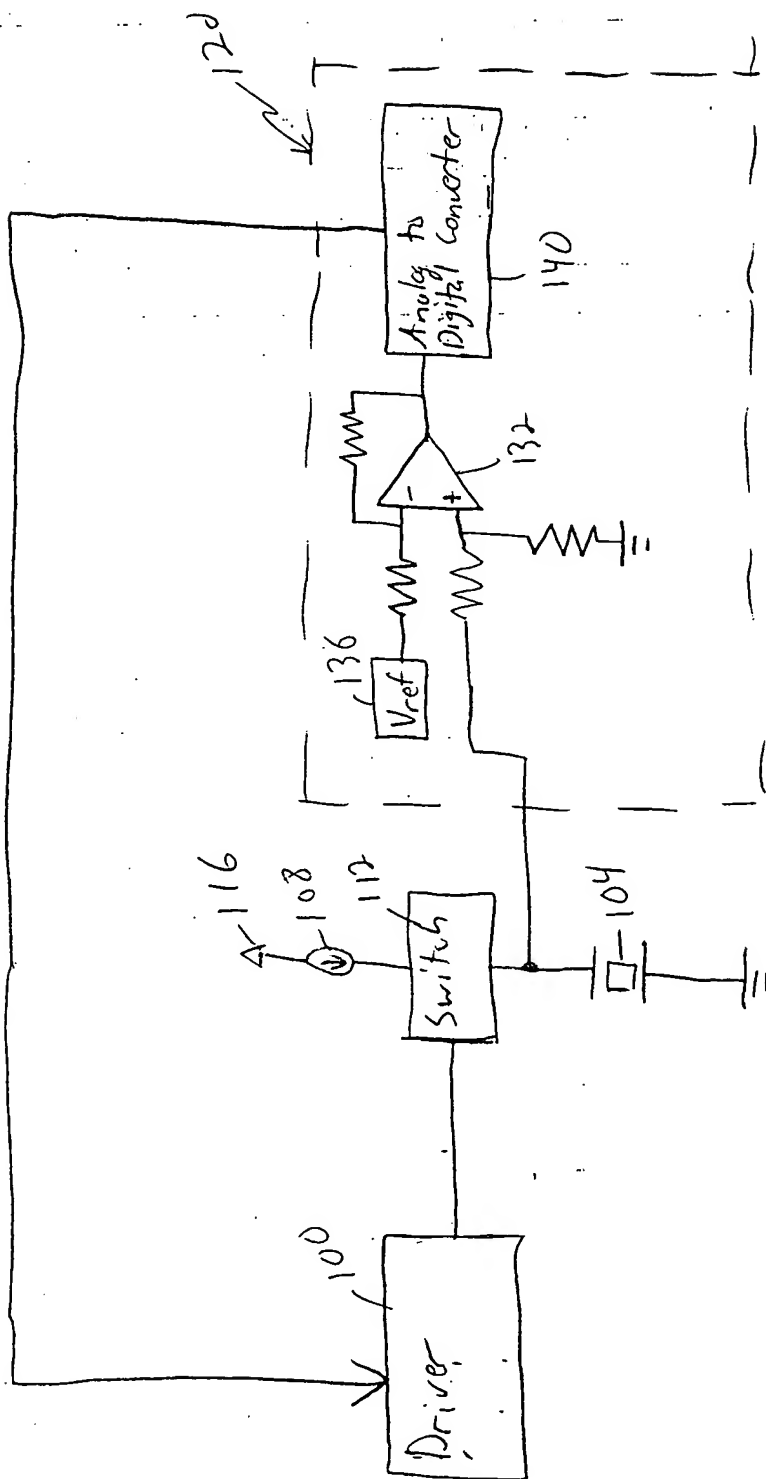 120
Analog to
Digital Converter
140
132
-
+
136
Vref
116
108
112
Switch
104
100
Driver